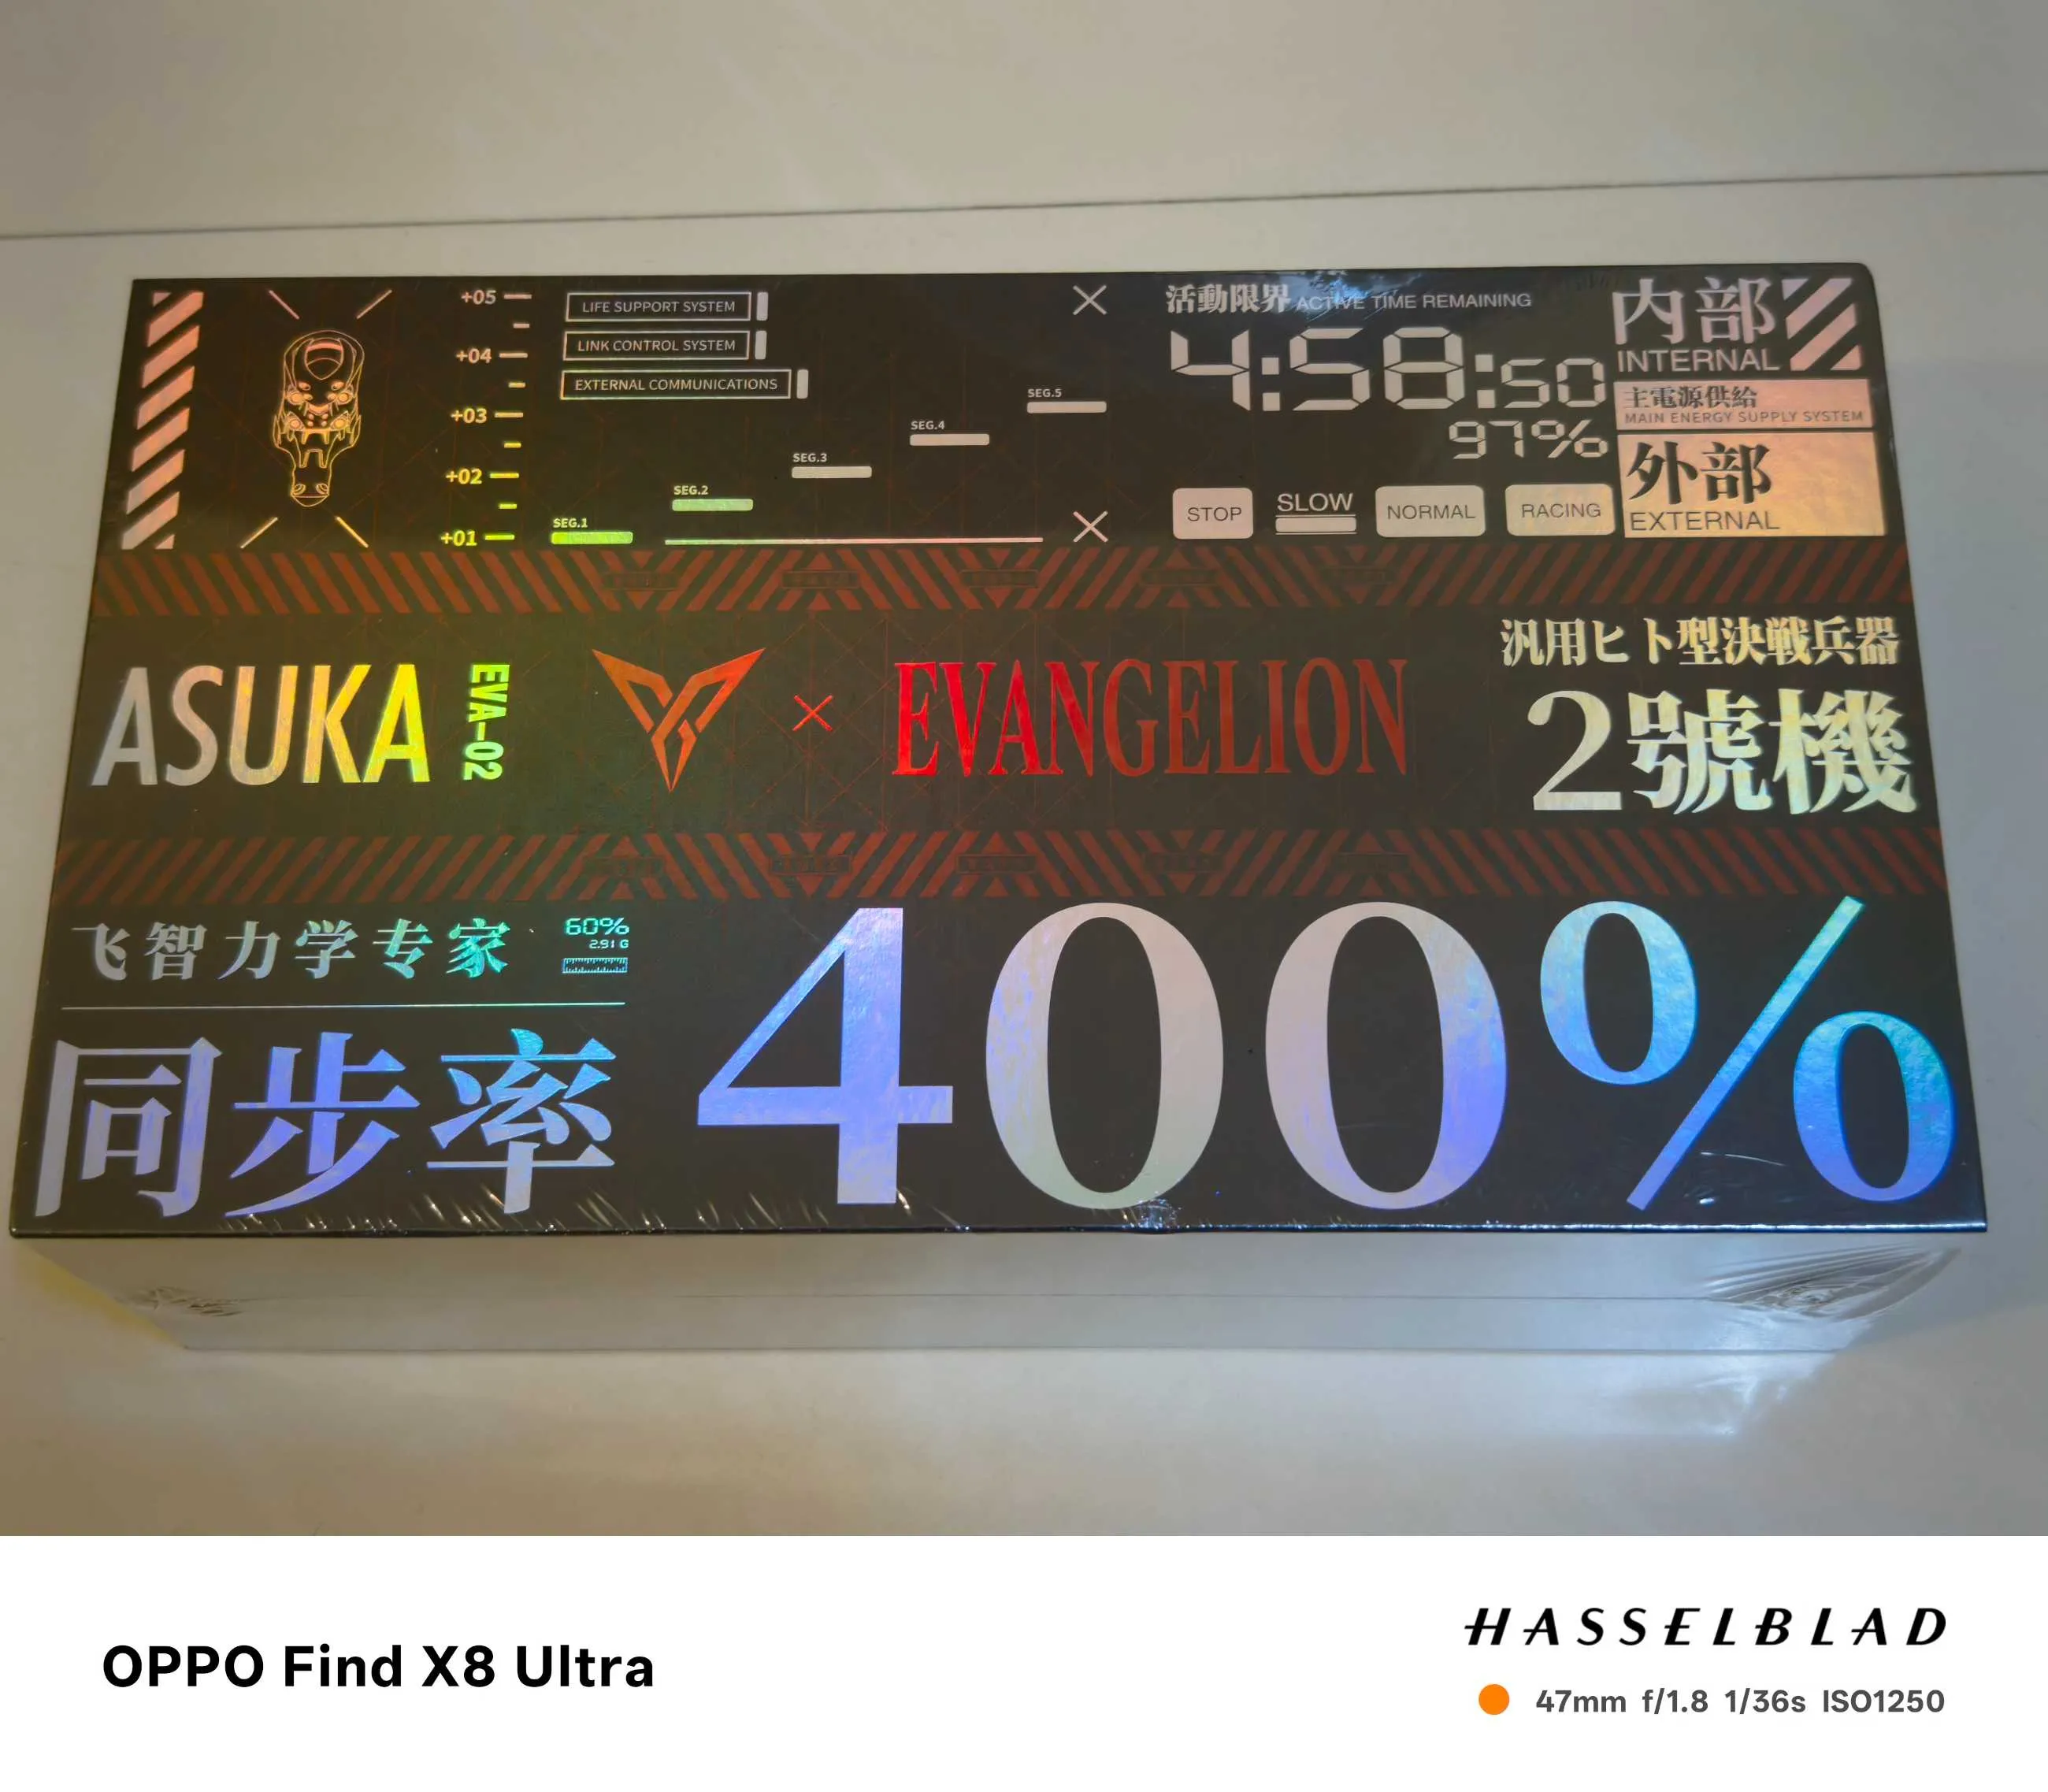 +05
+04
+03
+02
+01
LIFE SUPPORT SYSTEM
LINK CONTROL SYSTEM
EXTERNAL COMMUNICATIONS
SEG.1
SEG.2
SEG.3
SEG.4
SEG.5
活動限界 ACTIVE TIME REMAINING
4:58:50
97%
STOP
SLOW
NORMAL
RACING
内部
INTERNAL
主電源供給
MAIN ENERGY SUPPLY SYSTEM
外部
EXTERNAL
ASUKA
EVA-02
×
EVANGELION
汎用ヒト型決戦兵器
2號機
飞智力学专家
60%
2.91 G
同步率
400%
OPPO Find X8 Ultra
HASSELBLAD
47mm f/1.8 1/36s ISO1250